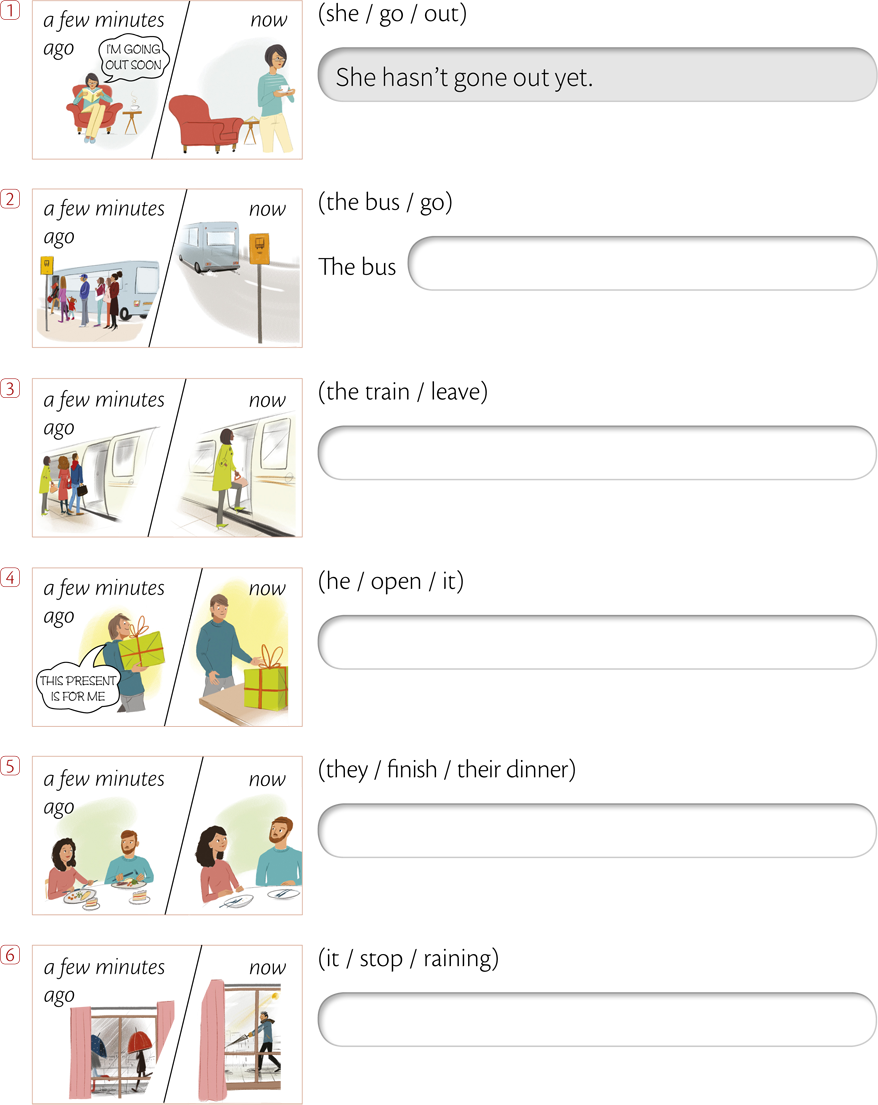 1
a few minutes
ago
I'M GOING
OUT SOON
now
(she / go / out)
She hasn't gone out yet.
2
a few minutes
ago
now
(the bus / go)
The bus
3
a few minutes
ago
now
(the train / leave)
4
a few minutes
ago
THIS PRESENT
IS FOR ME
now
(he / open / it)
5
a few minutes
ago
now
(they / finish / their dinner)
6
a few minutes
ago
now
(it / stop / raining)